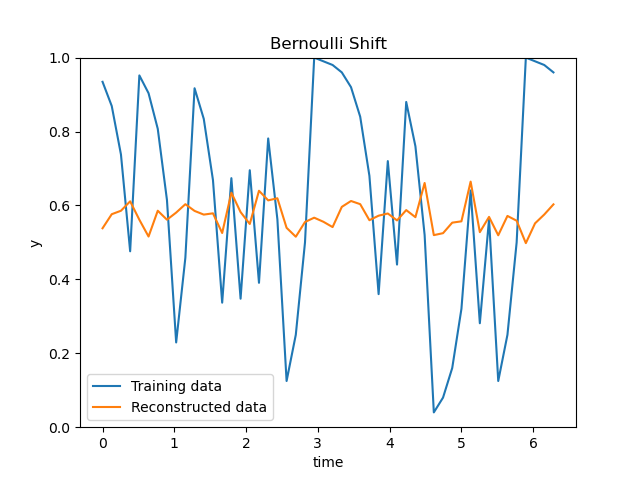 Bernoulli Shift
1.0
0.8
0.6
0.4
0.2
0.0
y
Training data
Reconstructed data
0 1 2 3 4 5 6
time